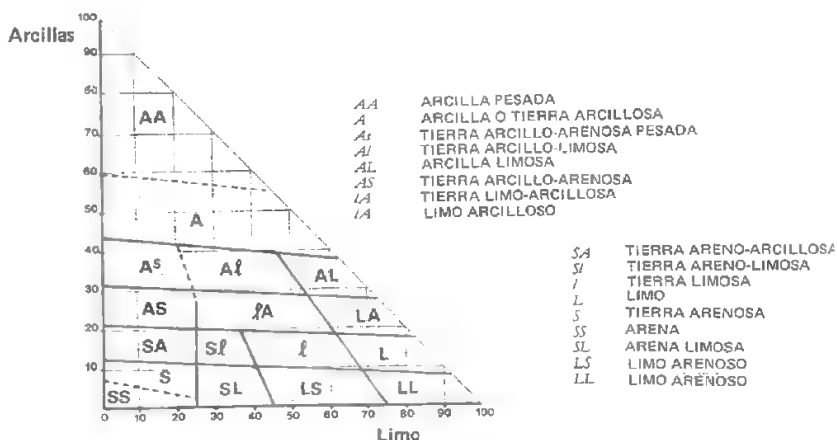 Arcillas
100
90
80
70
60
50
40
30
20
10
AA
A
Aˢ
Aℓ
AL
AS
ℓA
LA
SA
Sℓ
ℓ
L
S
SS
SL
LS
LL
0 10 20 30 40 50 60 70 80 90 100
Limo
AA ARCILLA PESADA
A ARCILLA O TIERRA ARCILLOSA
As TIERRA ARCILLO-ARENOSA PESADA
Al TIERRA ARCILLO-LIMOSA
AL ARCILLA LIMOSA
AS TIERRA ARCILLO-ARENOSA
lA TIERRA LIMO-ARCILLOSA
lA LIMO ARCILLOSO
SA TIERRA ARENO-ARCILLOSA
Sl TIERRA ARENO-LIMOSA
l TIERRA LIMOSA
L LIMO
S TIERRA ARENOSA
SS ARENA
SL ARENA LIMOSA
LS LIMO ARENOSO
LL LIMO ARENOSO